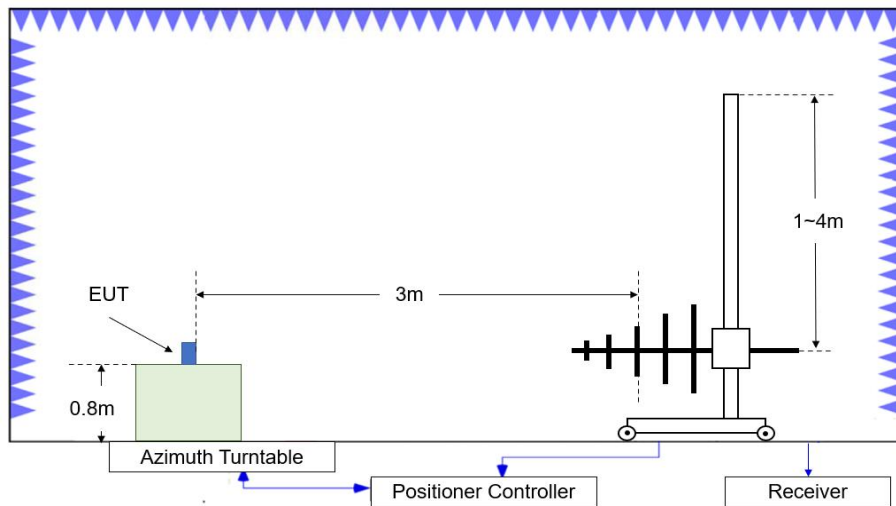 1~4m
EUT
3m
0.8m
Azimuth Turntable
Positioner Controller
Receiver